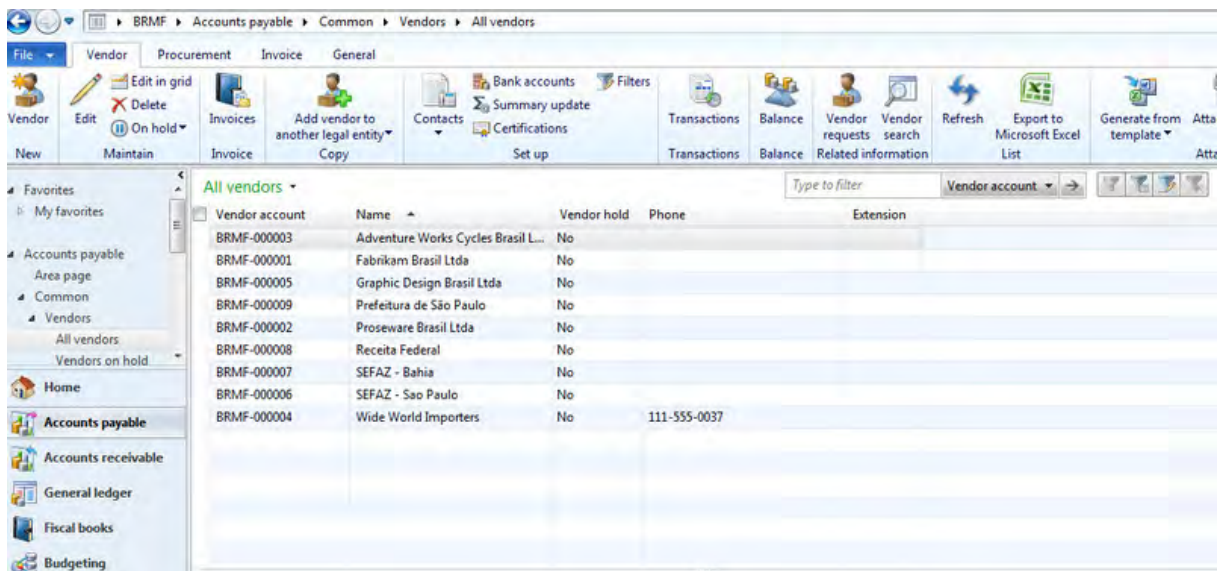 BRMF ▸ Accounts payable ▸ Common ▸ Vendors ▸ All vendors
File Vendor Procurement Invoice General
Vendor
New
Edit
Edit in grid
Delete
On hold
Maintain
Invoices
Invoice
Add vendor to
another legal entity
Copy
Contacts
Bank accounts
Summary update
Certifications
Filters
Set up
Transactions
Transactions
Balance
Balance
Vendor
requests
Vendor
search
Related information
Refresh
Export to
Microsoft Excel
List
Generate from
template
Atta
Atta
Favorites
My favorites
Accounts payable
Area page
Common
Vendors
All vendors
Vendors on hold
Home
Accounts payable
Accounts receivable
General ledger
Fiscal books
Budgeting
All vendors
Type to filter Vendor account
Vendor account Name Vendor hold Phone Extension
BRMF-000003 Adventure Works Cycles Brasil L... No
BRMF-000001 Fabrikam Brasil Ltda No
BRMF-000005 Graphic Design Brasil Ltda No
BRMF-000009 Prefeitura de São Paulo No
BRMF-000002 Proseware Brasil Ltda No
BRMF-000008 Receita Federal No
BRMF-000007 SEFAZ - Bahia No
BRMF-000006 SEFAZ - Sao Paulo No
BRMF-000004 Wide World Importers No 111-555-0037